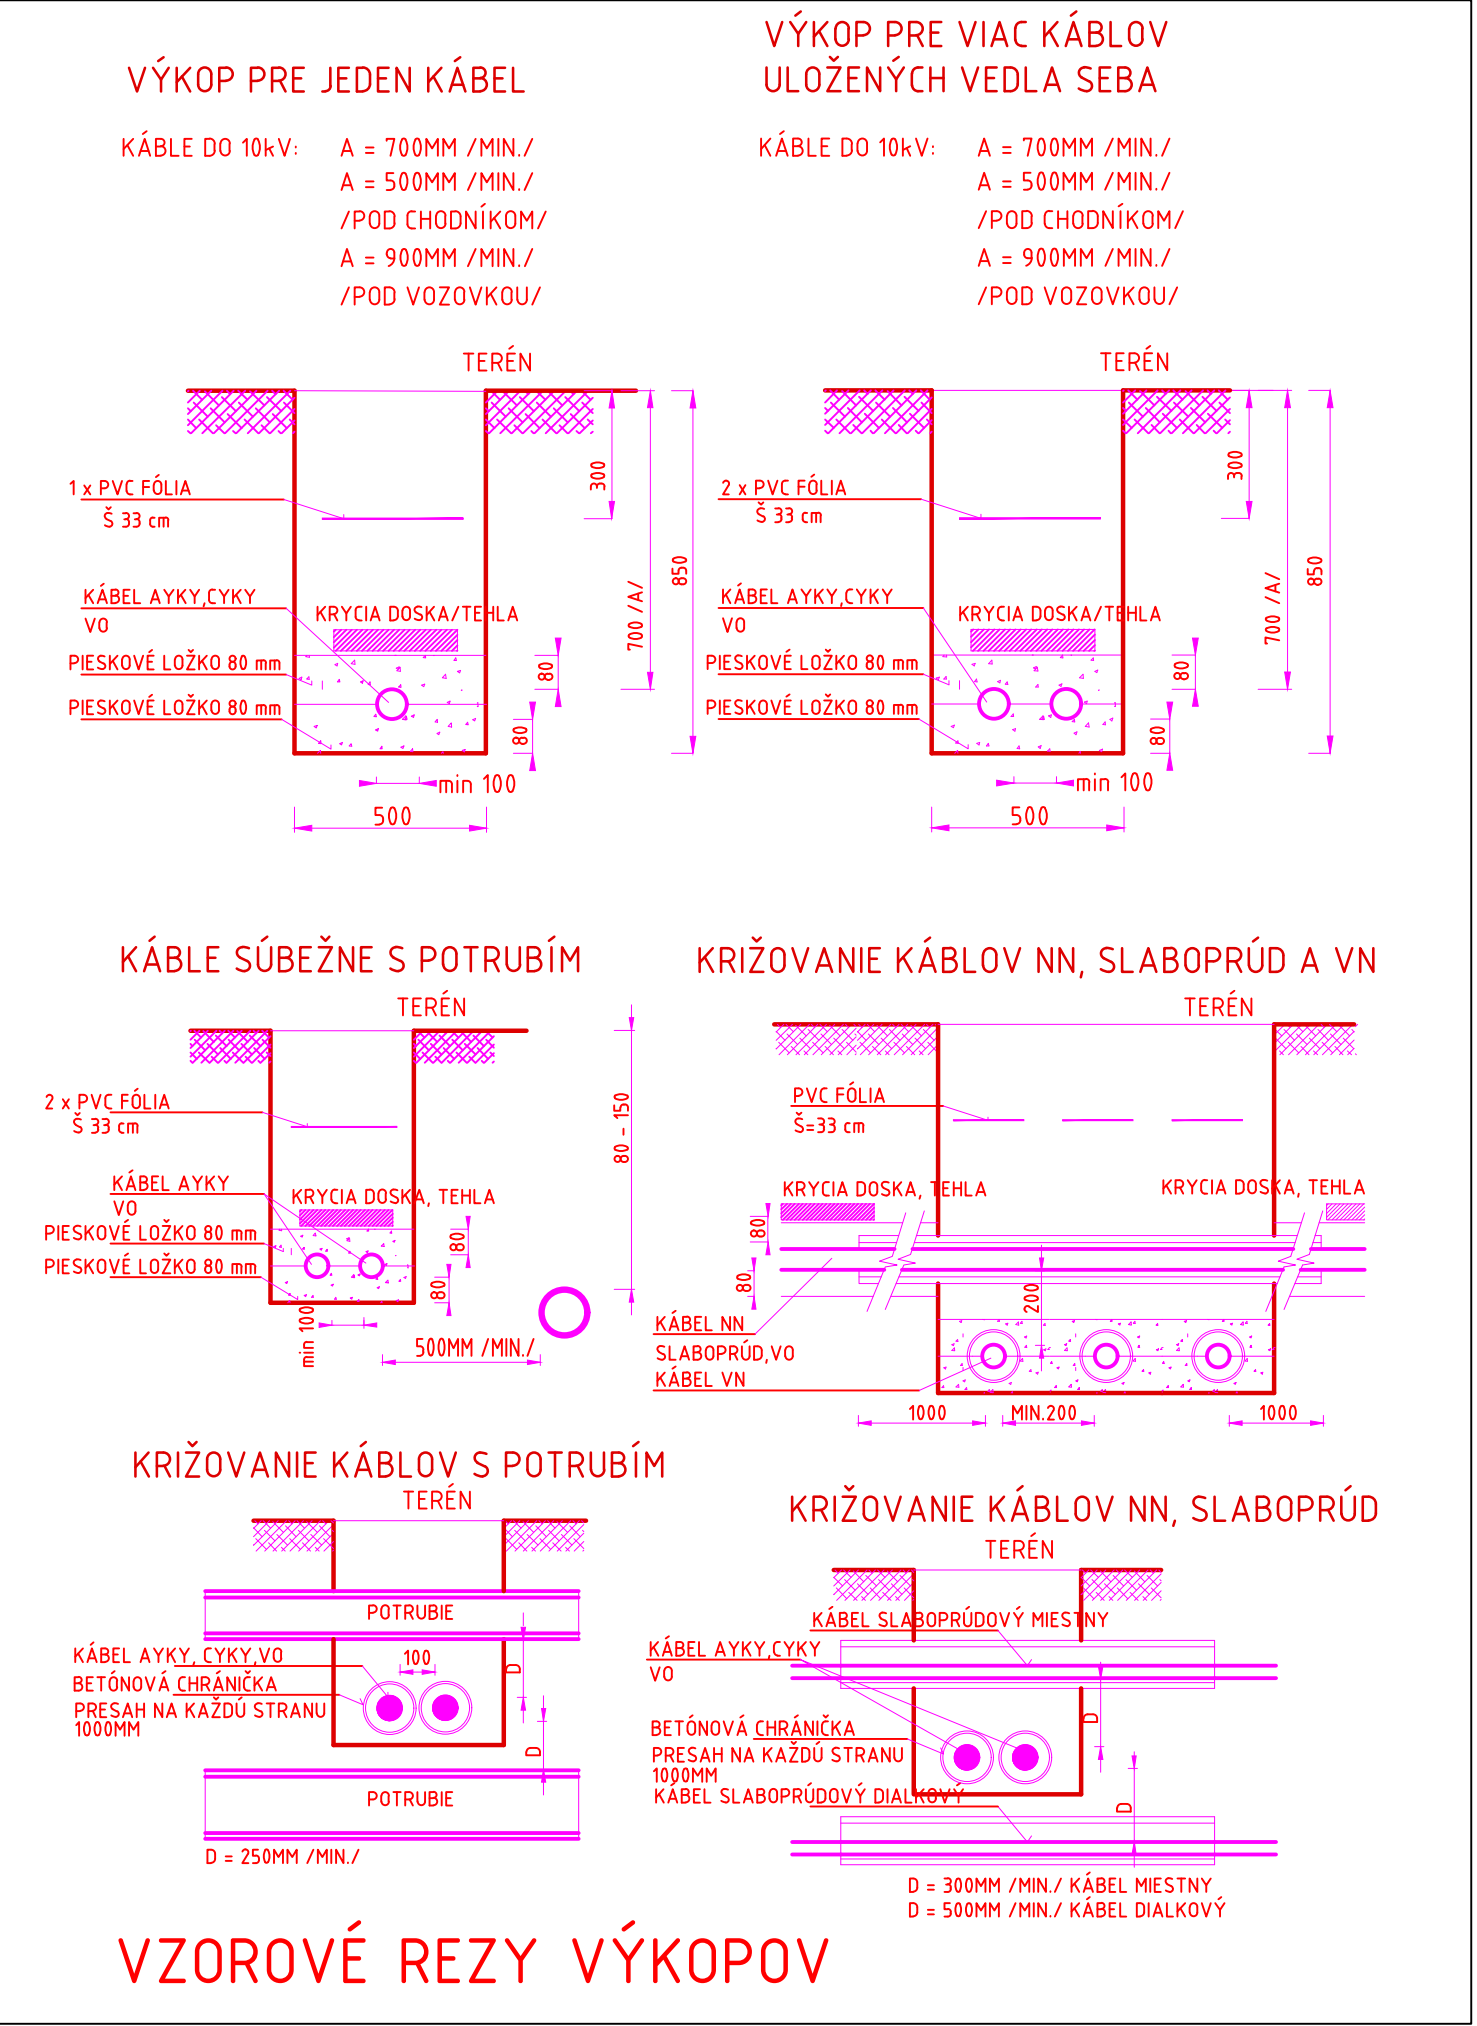 VÝKOP PRE JEDEN KÁBEL
KÁBLE DO 10kV: A = 700MM /MIN./
A = 500MM /MIN./
/POD CHODNÍKOM/
A = 900MM /MIN./
/POD VOZOVKOU/
TERÉN
1 x PVC FÓLIA
Š 33 cm
KÁBEL AYKY,CYKY
VO
KRYCIA DOSKA/TEHLA
PIESKOVÉ LOŽKO 80 mm
PIESKOVÉ LOŽKO 80 mm
300
850
700 /A/
80
80
min 100
500
VÝKOP PRE VIAC KÁBLOV
ULOŽENÝCH VEDLA SEBA
KÁBLE DO 10kV: A = 700MM /MIN./
A = 500MM /MIN./
/POD CHODNÍKOM/
A = 900MM /MIN./
/POD VOZOVKOU/
TERÉN
2 x PVC FÓLIA
Š 33 cm
KÁBEL AYKY,CYKY
VO
KRYCIA DOSKA/TEHLA
PIESKOVÉ LOŽKO 80 mm
PIESKOVÉ LOŽKO 80 mm
300
850
700 /A/
80
80
min 100
500
KÁBLE SÚBEŽNE S POTRUBÍM
TERÉN
2 x PVC FÓLIA
Š 33 cm
KÁBEL AYKY
VO
KRYCIA DOSKA, TEHLA
PIESKOVÉ LOŽKO 80 mm
PIESKOVÉ LOŽKO 80 mm
80 - 150
80
80
min 100
500MM /MIN./
KRIŽOVANIE KÁBLOV NN, SLABOPRÚD A VN
TERÉN
PVC FÓLIA
Š=33 cm
KRYCIA DOSKA, TEHLA
KRYCIA DOSKA, TEHLA
80
80
200
KÁBEL NN
SLABOPRÚD,VO
KÁBEL VN
1000
MIN.200
1000
KRIŽOVANIE KÁBLOV S POTRUBÍM
TERÉN
POTRUBIE
KÁBEL AYKY, CYKY,VO
BETÓNOVÁ CHRÁNIČKA
PRESAH NA KAŽDÚ STRANU
1000MM
100
D
D
POTRUBIE
D = 250MM /MIN./
KRIŽOVANIE KÁBLOV NN, SLABOPRÚD
TERÉN
KÁBEL SLABOPRÚDOVÝ MIESTNY
KÁBEL AYKY,CYKY
VO
D
BETÓNOVÁ CHRÁNIČKA
PRESAH NA KAŽDÚ STRANU
1000MM
KÁBEL SLABOPRÚDOVÝ DIALKOVÝ
D
D = 300MM /MIN./ KÁBEL MIESTNY
D = 500MM /MIN./ KÁBEL DIALKOVÝ
VZOROVÉ REZY VÝKOPOV